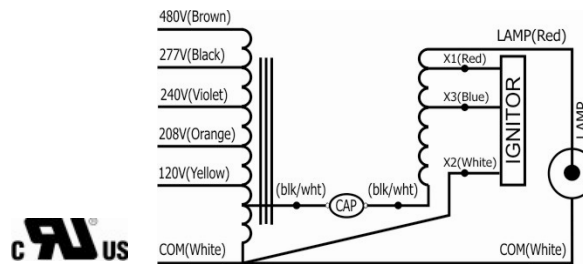 480V(Brown)
LAMP(Red)
277V(Black)
X1(Red)
240V(Violet)
X3(Blue)
IGNITOR
LAMP
208V(Orange)
120V(Yellow)
X2(White)
(blk/wht)
CAP
(blk/wht)
C RU ® US
COM(White)
COM(White)